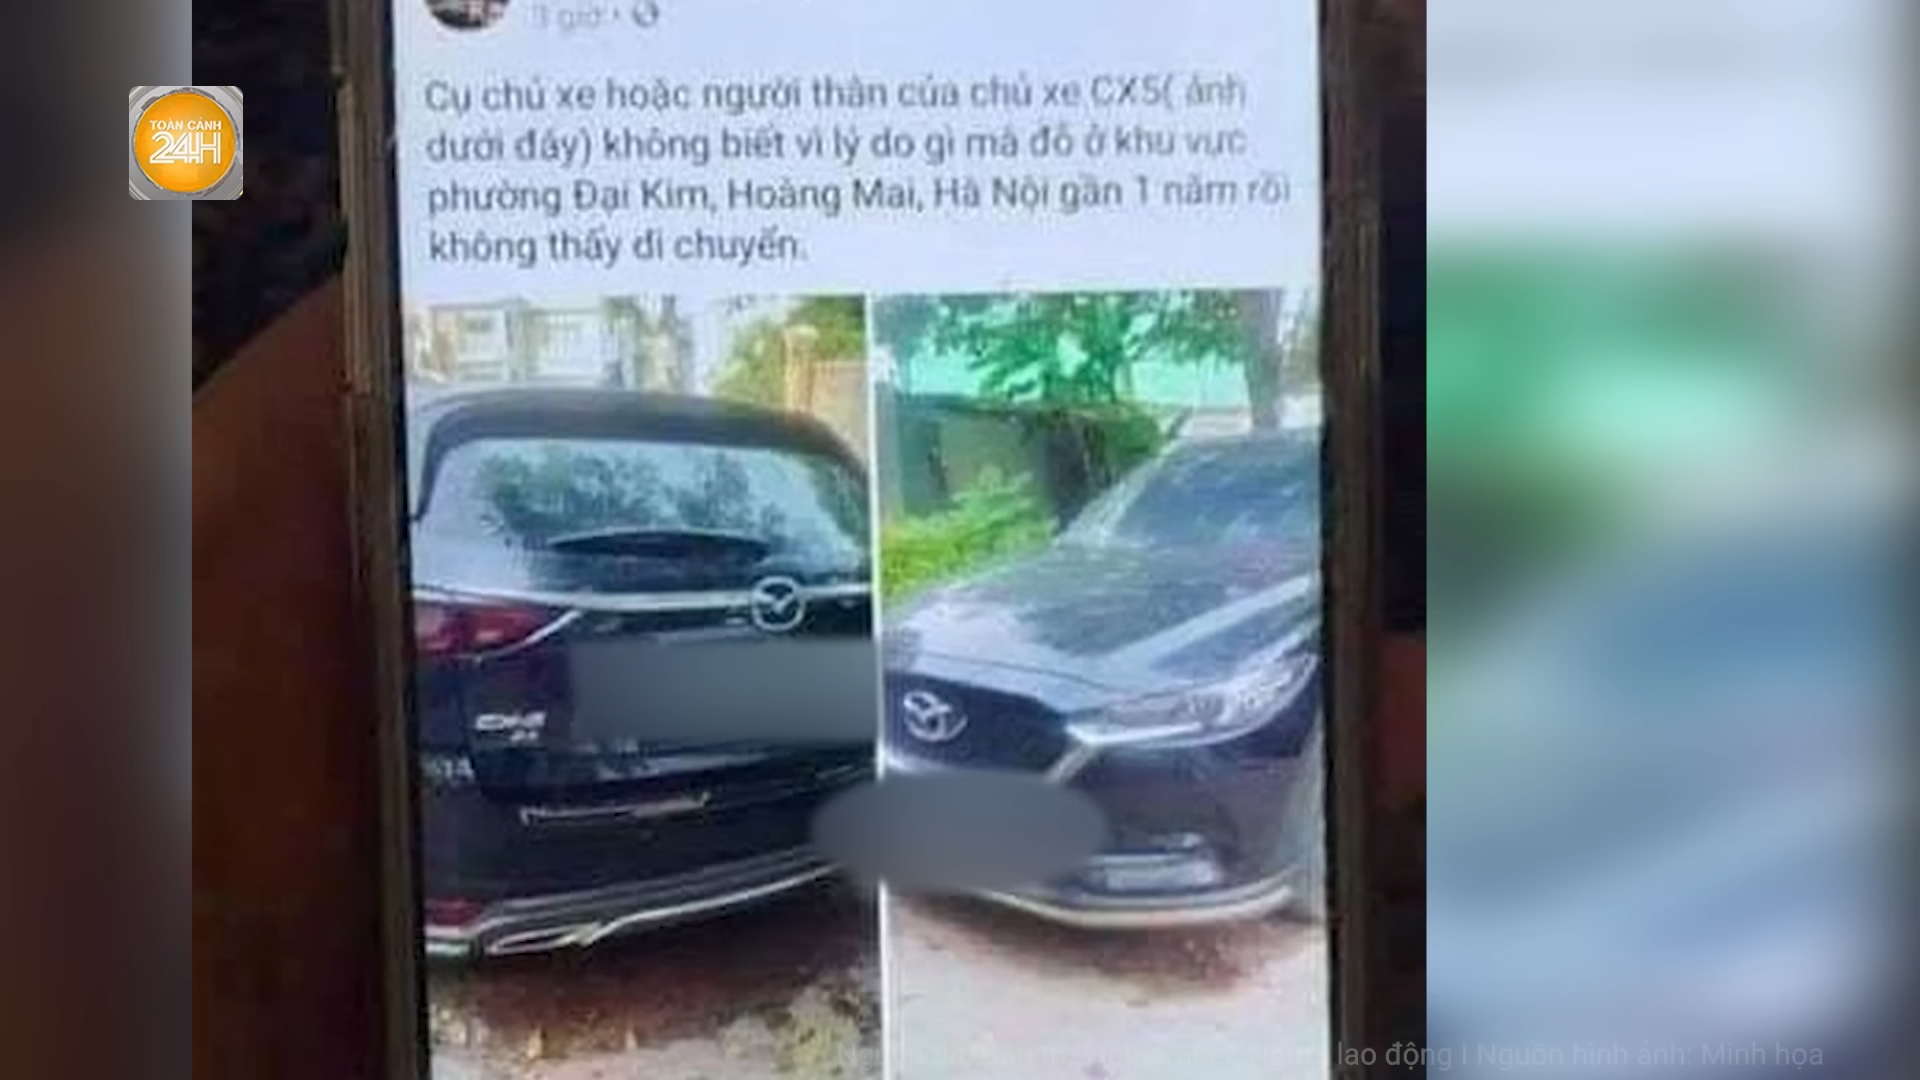 3 giờ ·
Cụ chủ xe hoặc người thân của chủ xe CX5( ảnh
dưới đây) không biết vì lý do gì mà đỗ ở khu vực
phường Đại Kim, Hoàng Mai, Hà Nội gần 1 năm rồi
không thấy di chuyển.
TOÀN CẢNH
24H
lao động | Nguồn hình ảnh: Minh họa